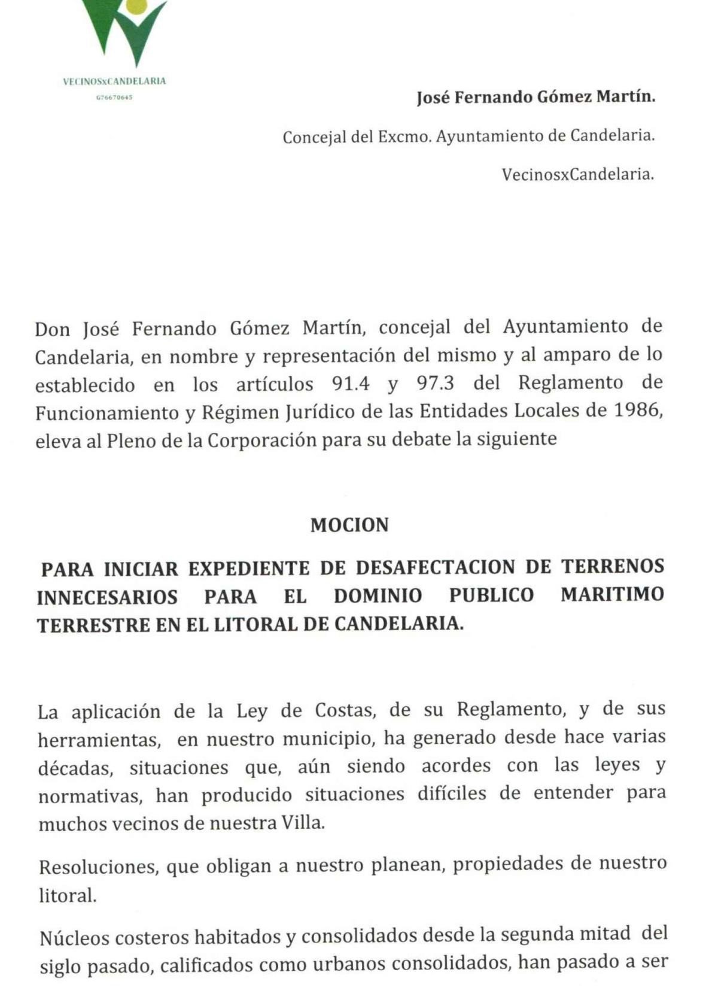 VECINOSxCANDELARIA
G76670645
José Fernando Gómez Martín.
Concejal del Excmo. Ayuntamiento de Candelaria.
VecinosxCandelaria.
Don José Fernando Gómez Martín, concejal del Ayuntamiento de
Candelaria, en nombre y representación del mismo y al amparo de lo
establecido en los artículos 91.4 y 97.3 del Reglamento de
Funcionamiento y Régimen Jurídico de las Entidades Locales de 1986,
eleva al Pleno de la Corporación para su debate la siguiente
MOCION
PARA INICIAR EXPEDIENTE DE DESAFECTACION DE TERRENOS
INNECESARIOS PARA EL DOMINIO PUBLICO MARITIMO
TERRESTRE EN EL LITORAL DE CANDELARIA.
La aplicación de la Ley de Costas, de su Reglamento, y de sus
herramientas, en nuestro municipio, ha generado desde hace varias
décadas, situaciones que, aún siendo acordes con las leyes y
normativas, han producido situaciones difíciles de entender para
muchos vecinos de nuestra Villa.
Resoluciones, que obligan a nuestro planean, propiedades de nuestro
litoral.
Núcleos costeros habitados y consolidados desde la segunda mitad del
siglo pasado, calificados como urbanos consolidados, han pasado a ser